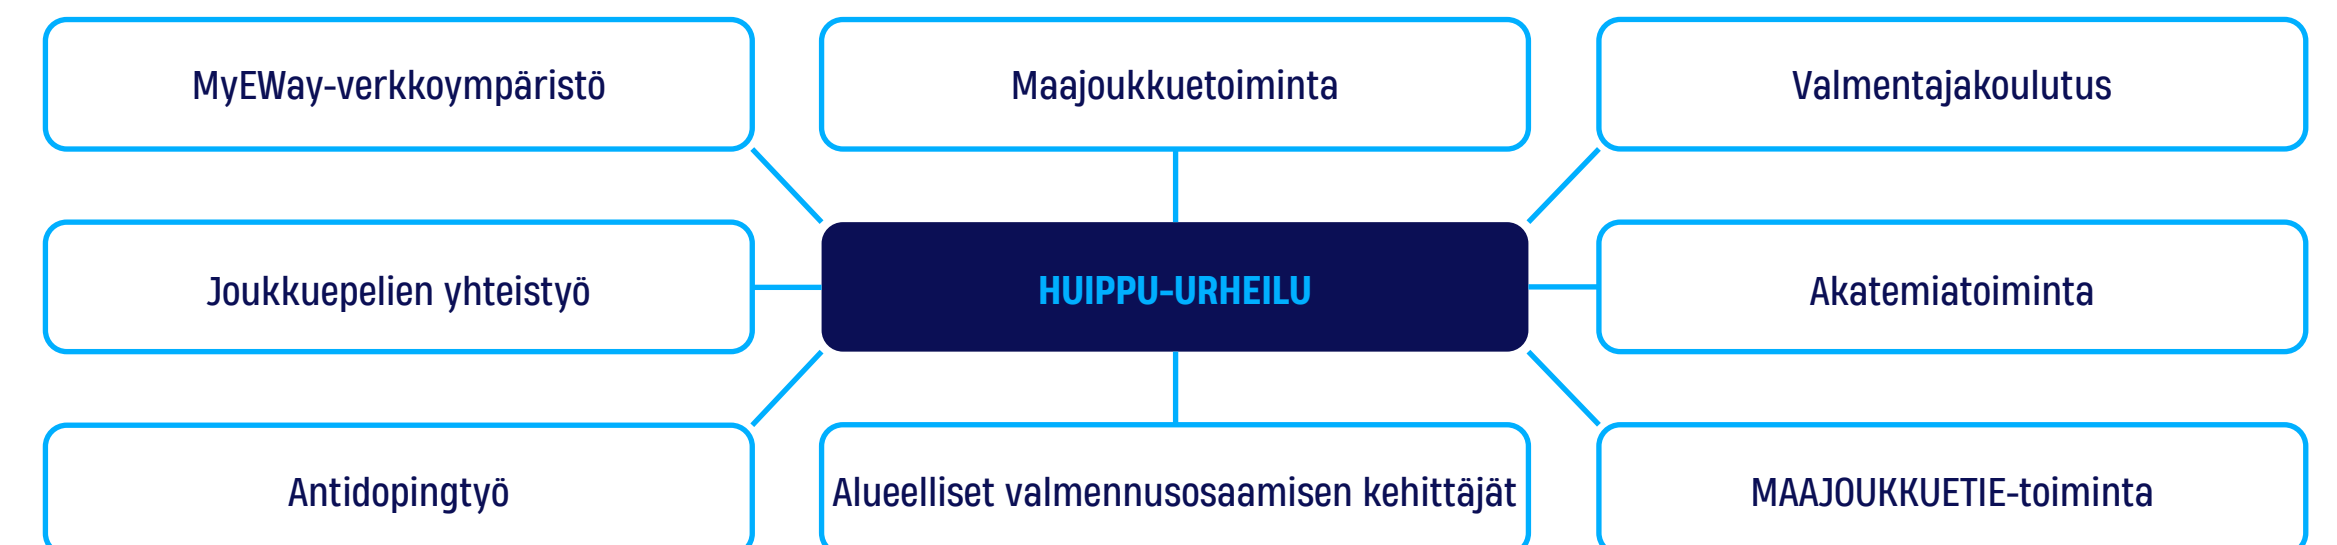 MyEWay-verkkoympäristö
Maajoukkuetoiminta
Valmentajakoulutus
Joukkuepelien yhteistyö
HUIPPU-URHEILU
Akatemiatoiminta
Antidopingtyö
Alueelliset valmennusosaamisen kehittäjät
MAAJOUKKUETIE-toiminta